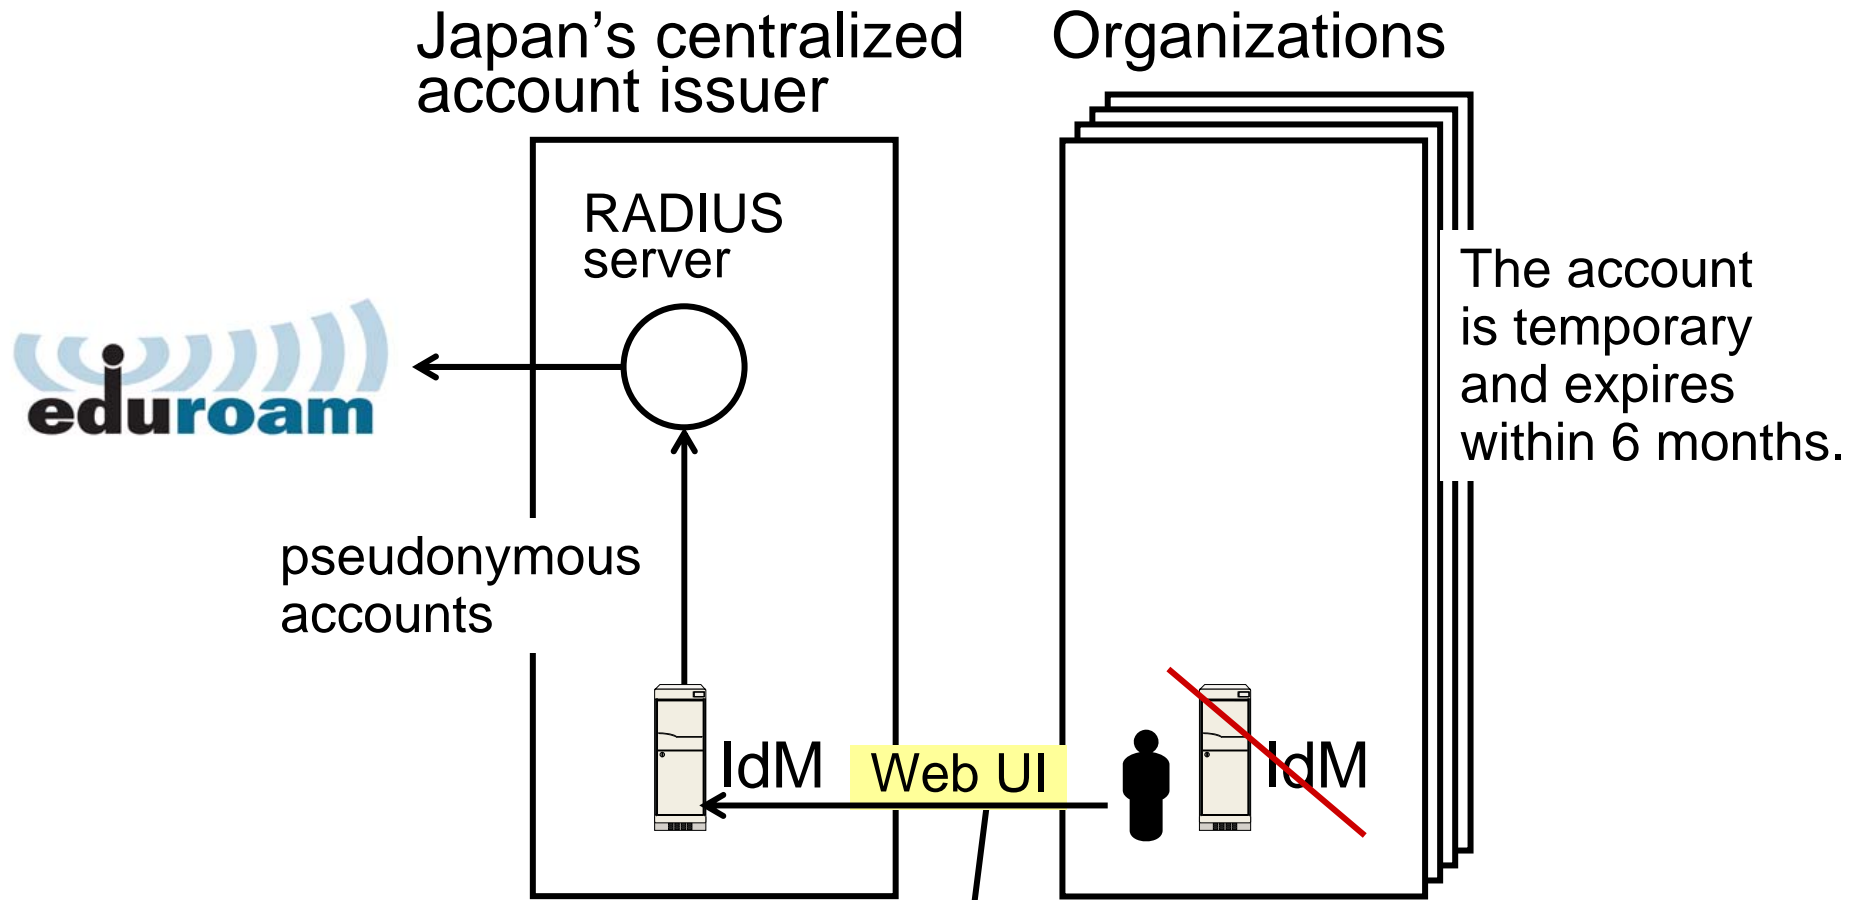 Japan’s centralized
account issuer
Organizations
RADIUS
server
The account
is temporary
and expires
within 6 months.
eduroam
pseudonymous
accounts
IdM
Web UI
IdM